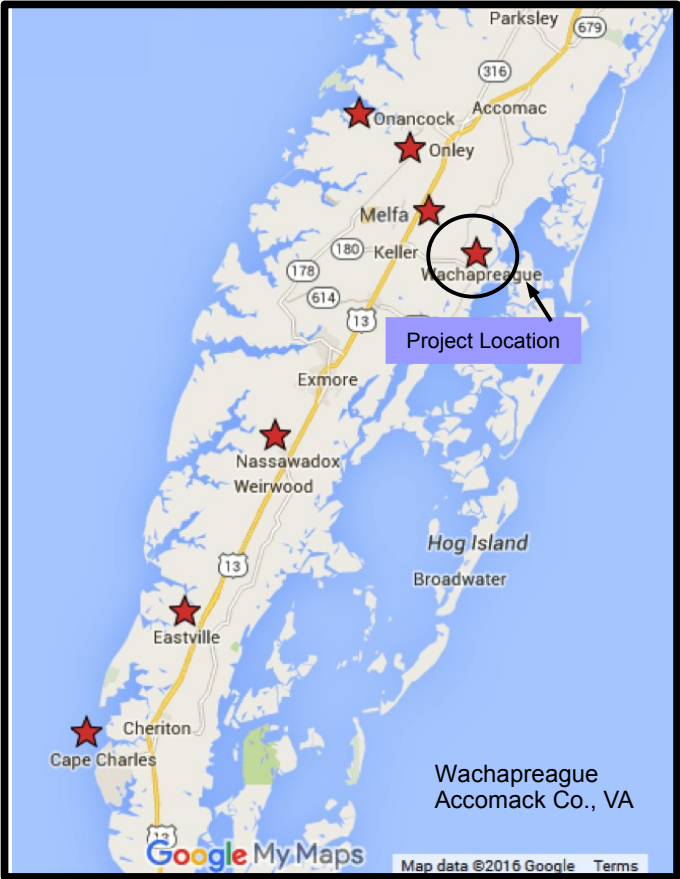 Parksley
679
316
Accomac
Onancock
Onley
Melfa
180
Keller
Wachapreague
178
614
13
Project Location
Exmore
Nassawadox
Weirwood
Hog Island
13
Broadwater
Eastville
Cheriton
Cape Charles
Wachapreague
Accomack Co., VA
13
Google My Maps
Map data ©2016 Google Terms